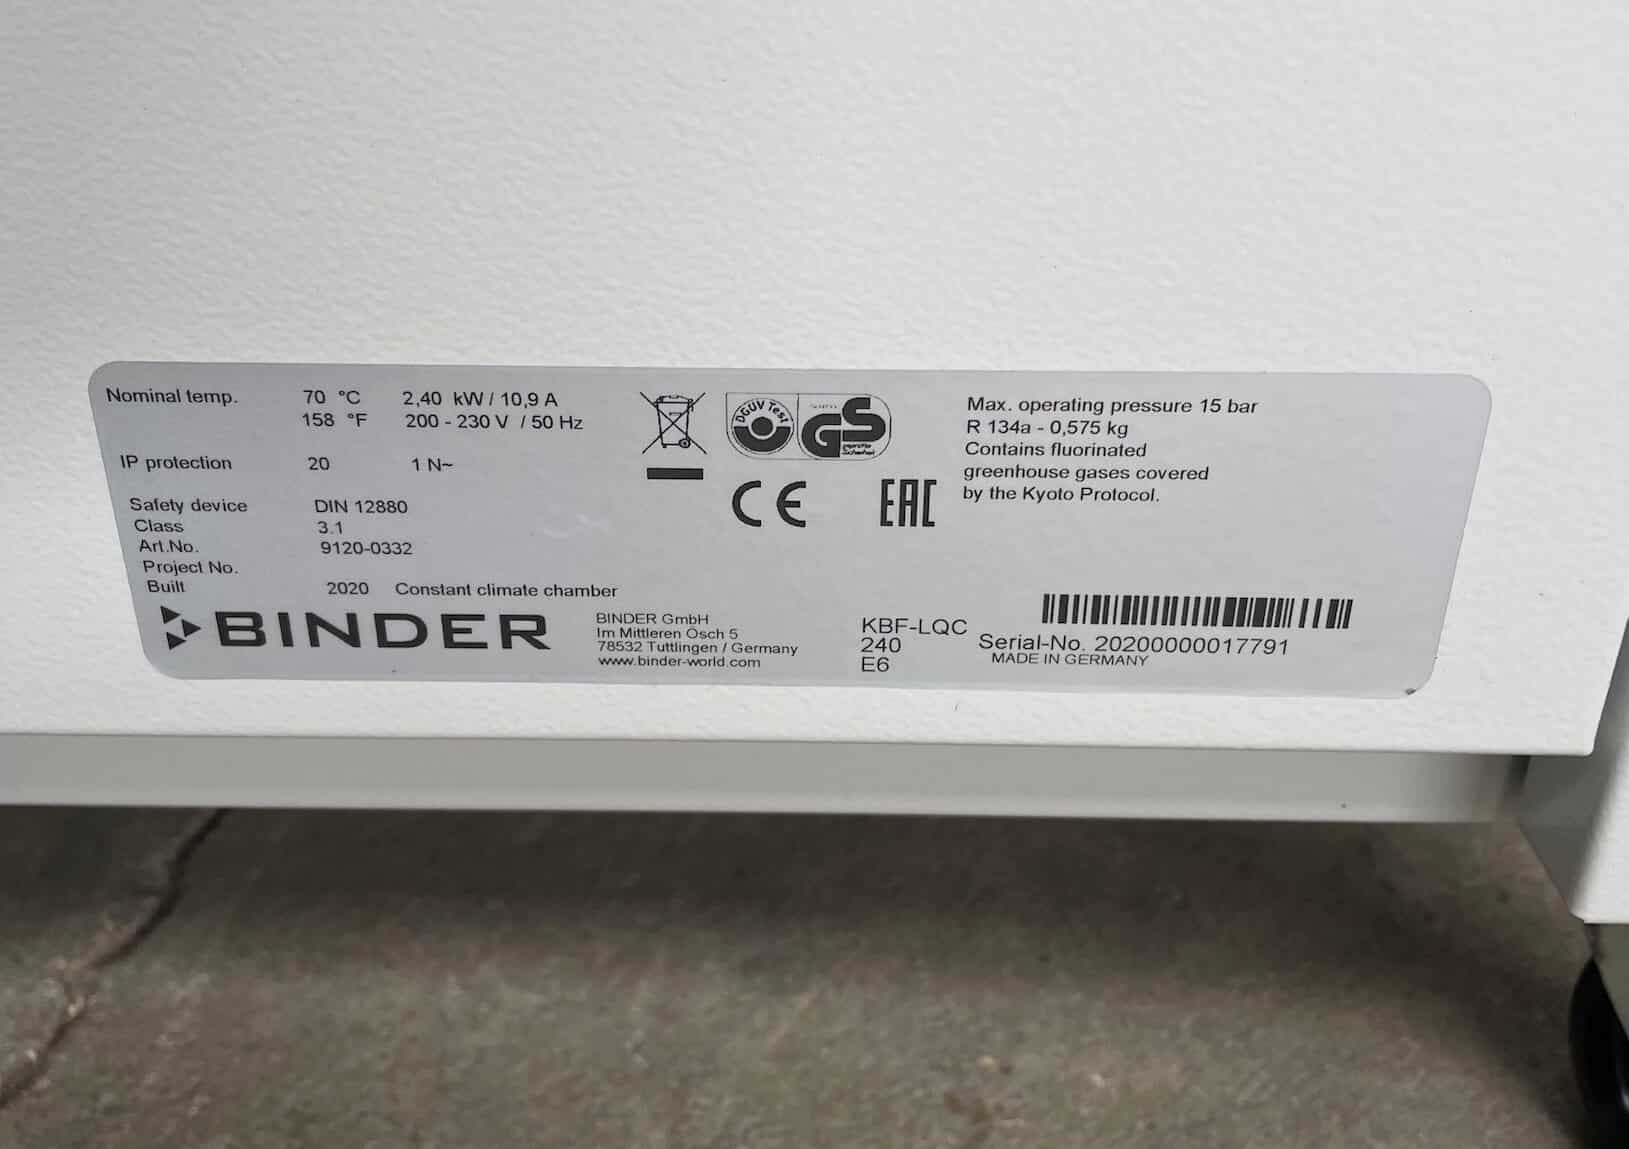 Nominal temp. 70 °C 2,40 kW / 10,9 A
158 °F 200 - 230 V / 50 Hz
IP protection 20 1 N~
Safety device DIN 12880
Class 3.1
Art.No. 9120-0332
Project No.
Built 2020 Constant climate chamber
BINDER
BINDER GmbH
Im Mittleren Ösch 5
78532 Tuttlingen / Germany
www.binder-world.com
DGUV Test
GS
geprüfte
Sicherheit
CE
EAC
Max. operating pressure 15 bar
R 134a - 0,575 kg
Contains fluorinated
greenhouse gases covered
by the Kyoto Protocol.
KBF-LQC
240
E6
Serial-No. 20200000017791
MADE IN GERMANY